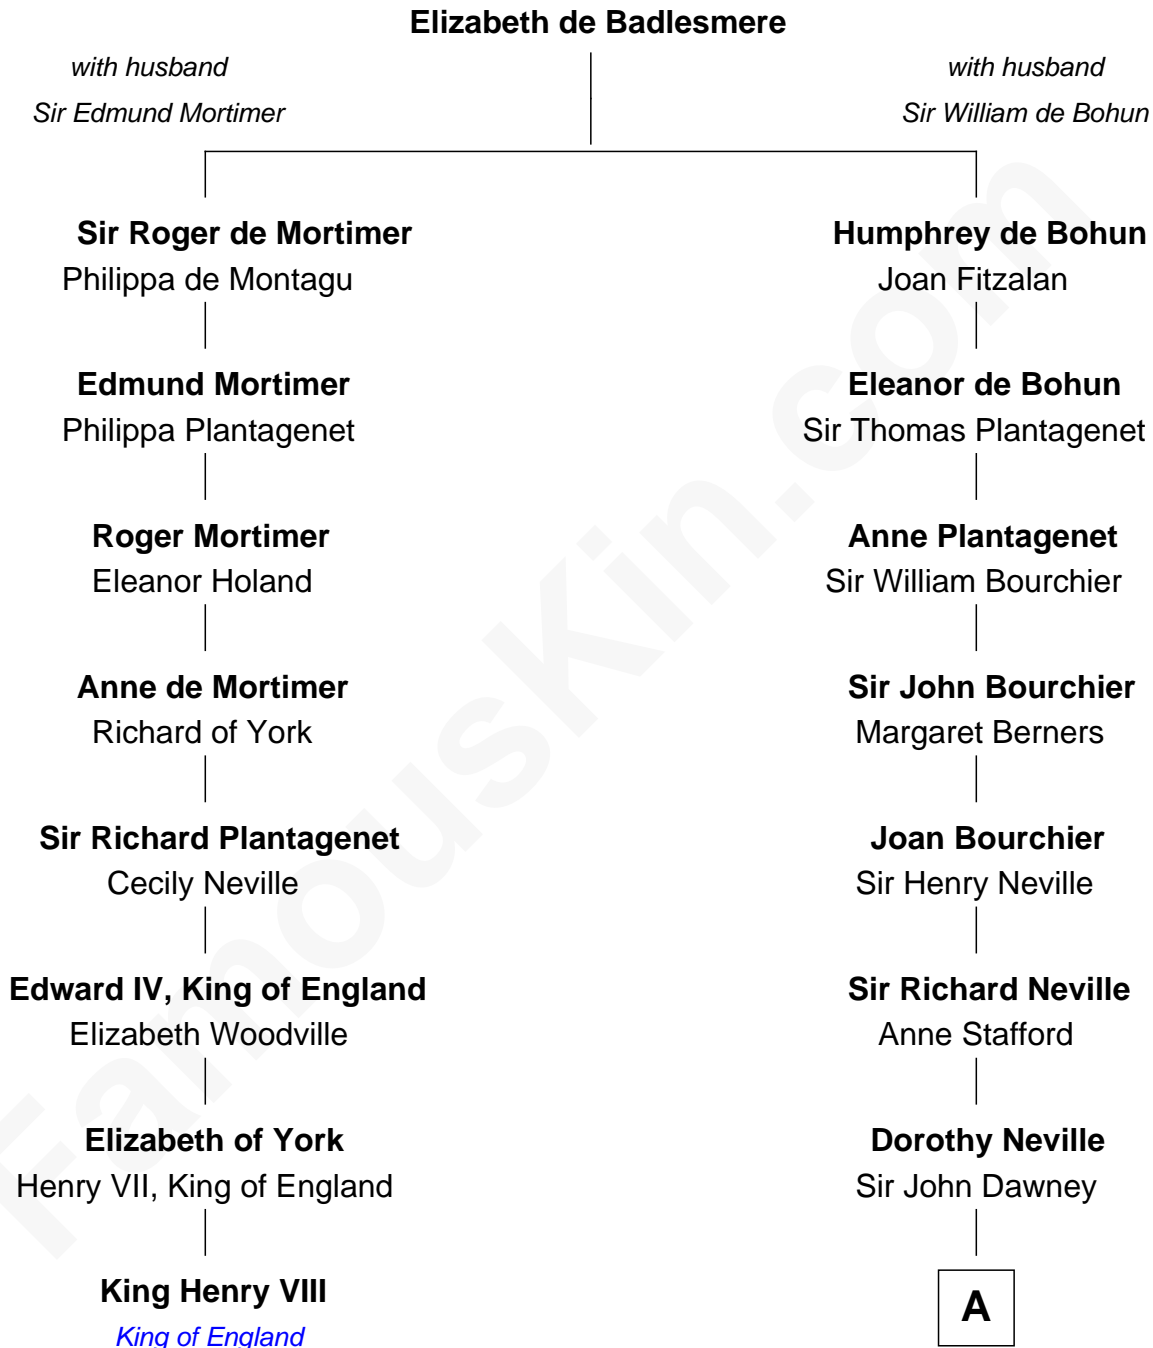 Elizabeth de Badlesmere
with husband
Sir Edmund Mortimer
with husband
Sir William de Bohun
Sir Roger de Mortimer
Philippa de Montagu
Humphrey de Bohun
Joan Fitzalan
Edmund Mortimer
Philippa Plantagenet
Eleanor de Bohun
Sir Thomas Plantagenet
Roger Mortimer
Eleanor Holand
Anne Plantagenet
Sir William Bourchier
Anne de Mortimer
Richard of York
Sir John Bourchier
Margaret Berners
Sir Richard Plantagenet
Cecily Neville
Joan Bourchier
Sir Henry Neville
Edward IV, King of England
Elizabeth Woodville
Sir Richard Neville
Anne Stafford
Elizabeth of York
Henry VII, King of England
Dorothy Neville
Sir John Dawney
King Henry VIII
King of England
A
FamousKin.com